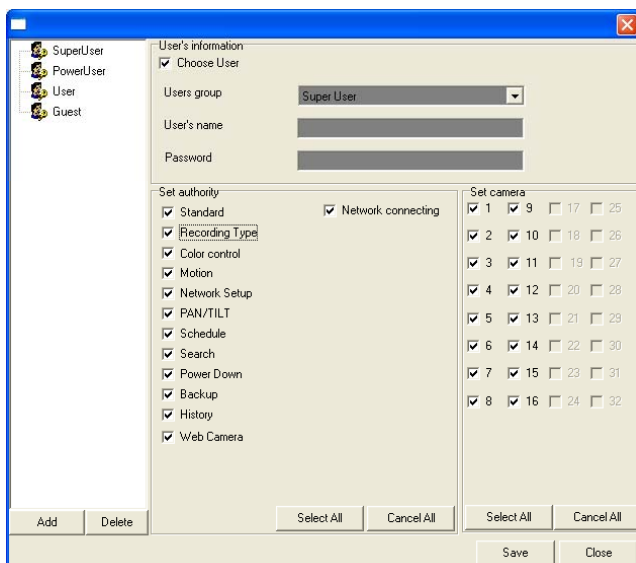 SuperUser
PowerUser
User
Guest
User's information
Choose User
Users group
Super User
User's name
Password
Set authority
Standard
Network connecting
Recording Type
Color control
Motion
Network Setup
PAN/TILT
Schedule
Search
Power Down
Backup
History
Web Camera
Select All
Cancel All
Set camera
1 9 17 25
2 10 18 26
3 11 19 27
4 12 20 28
5 13 21 29
6 14 22 30
7 15 23 31
8 16 24 32
Select All
Cancel All
Add
Delete
Save
Close